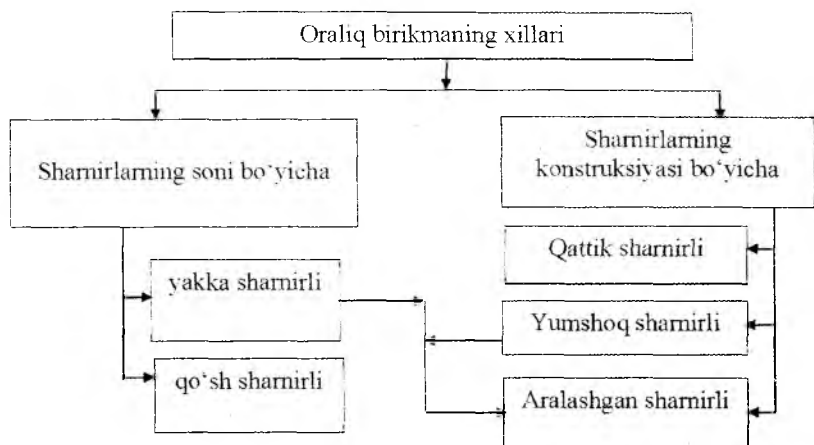 Oraliq birikmaning xillari
Sharnirlarning soni bo‘yicha
Sharnirlarning
konstruksiyasi bo‘yicha
yakka sharnirli
qo‘sh sharnirli
Qattik sharnirli
Yumshoq sharnirli
Aralashgan sharnirli